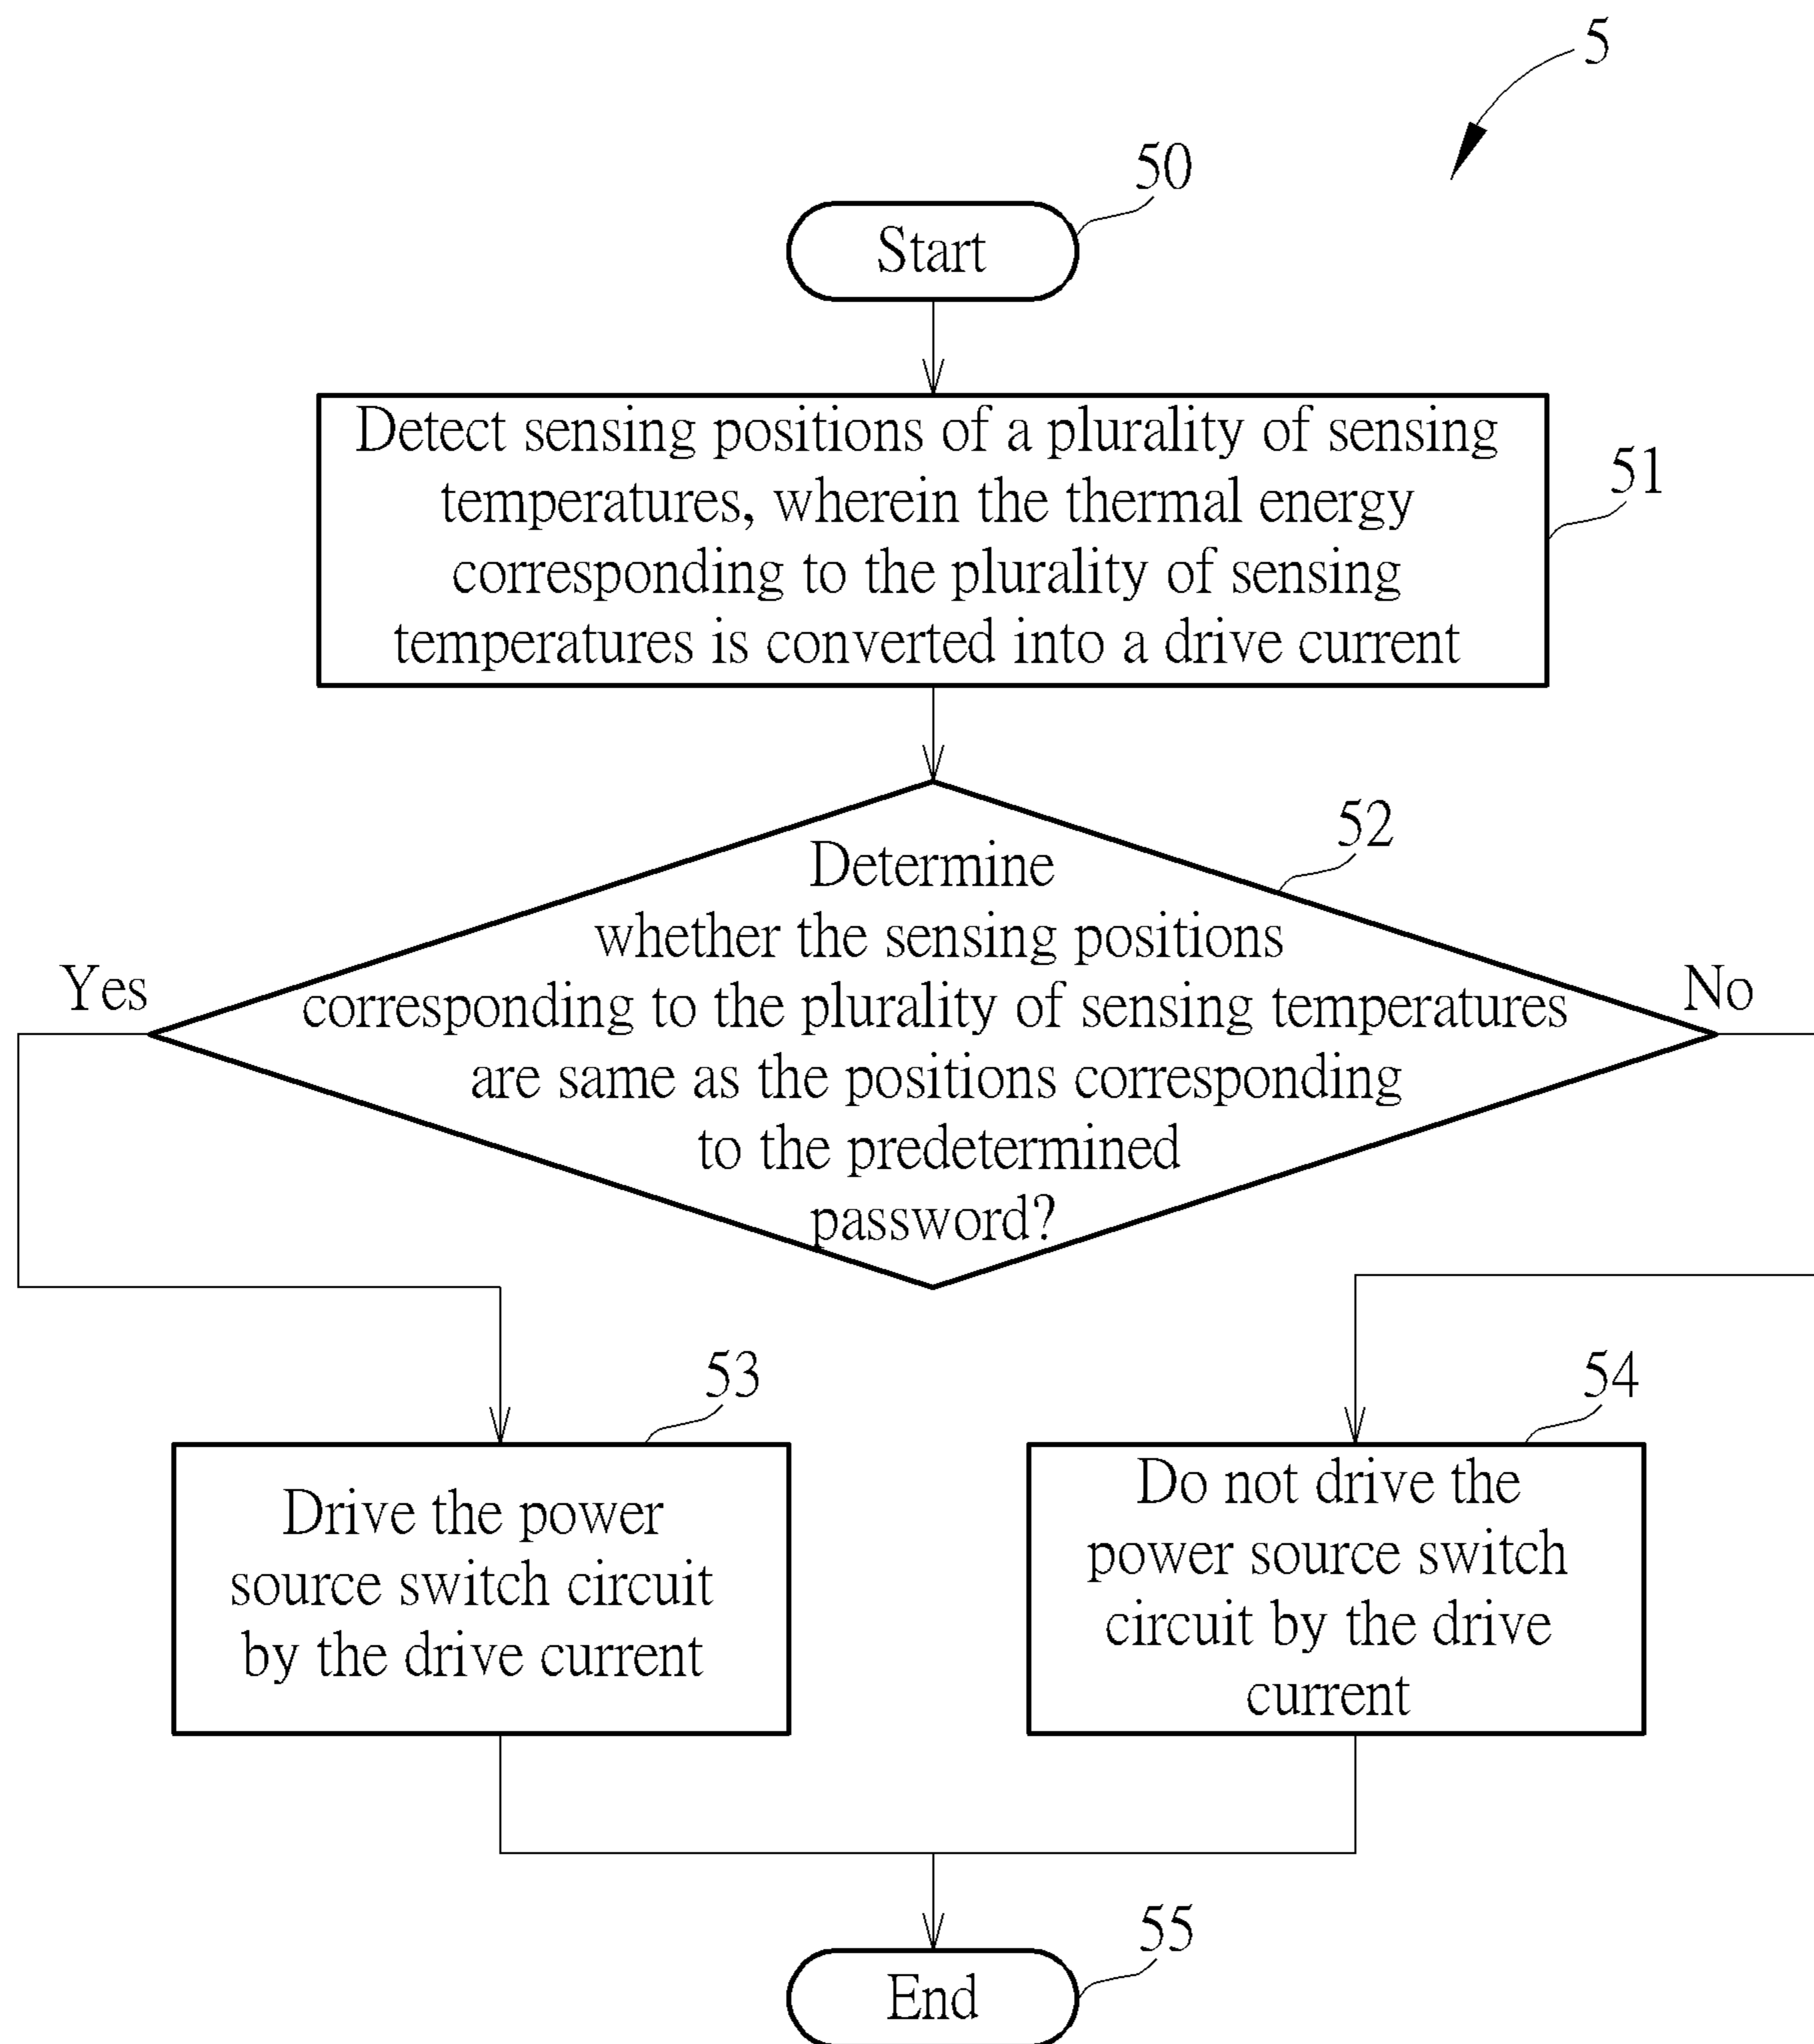 5
50
Start
Detect sensing positions of a plurality of sensing
temperatures, wherein the thermal energy
corresponding to the plurality of sensing
temperatures is converted into a drive current
51
52
Determine
whether the sensing positions
corresponding to the plurality of sensing temperatures
are same as the positions corresponding
to the predetermined
password?
Yes
No
53
Drive the power
source switch circuit
by the drive current
54
Do not drive the
power source switch
circuit by the drive
current
55
End